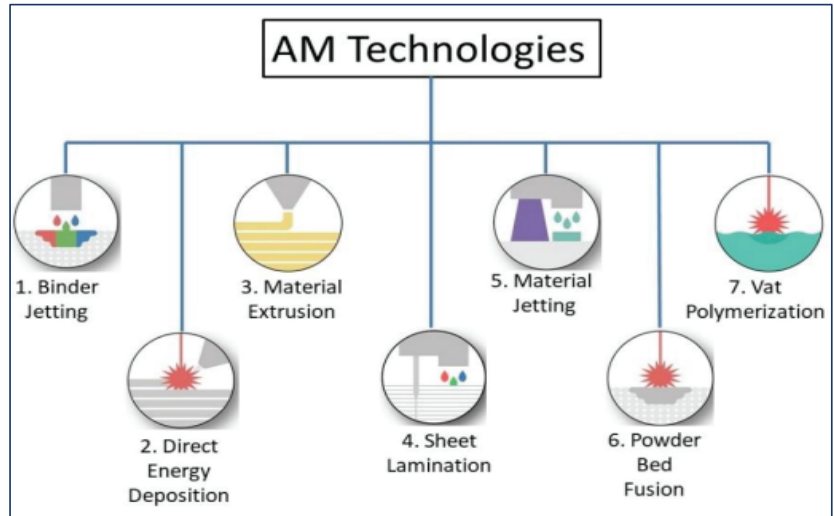 AM Technologies
1. Binder
Jetting
3. Material
Extrusion
5. Material
Jetting
7. Vat
Polymerization
2. Direct
Energy
Deposition
4. Sheet
Lamination
6. Powder
Bed
Fusion